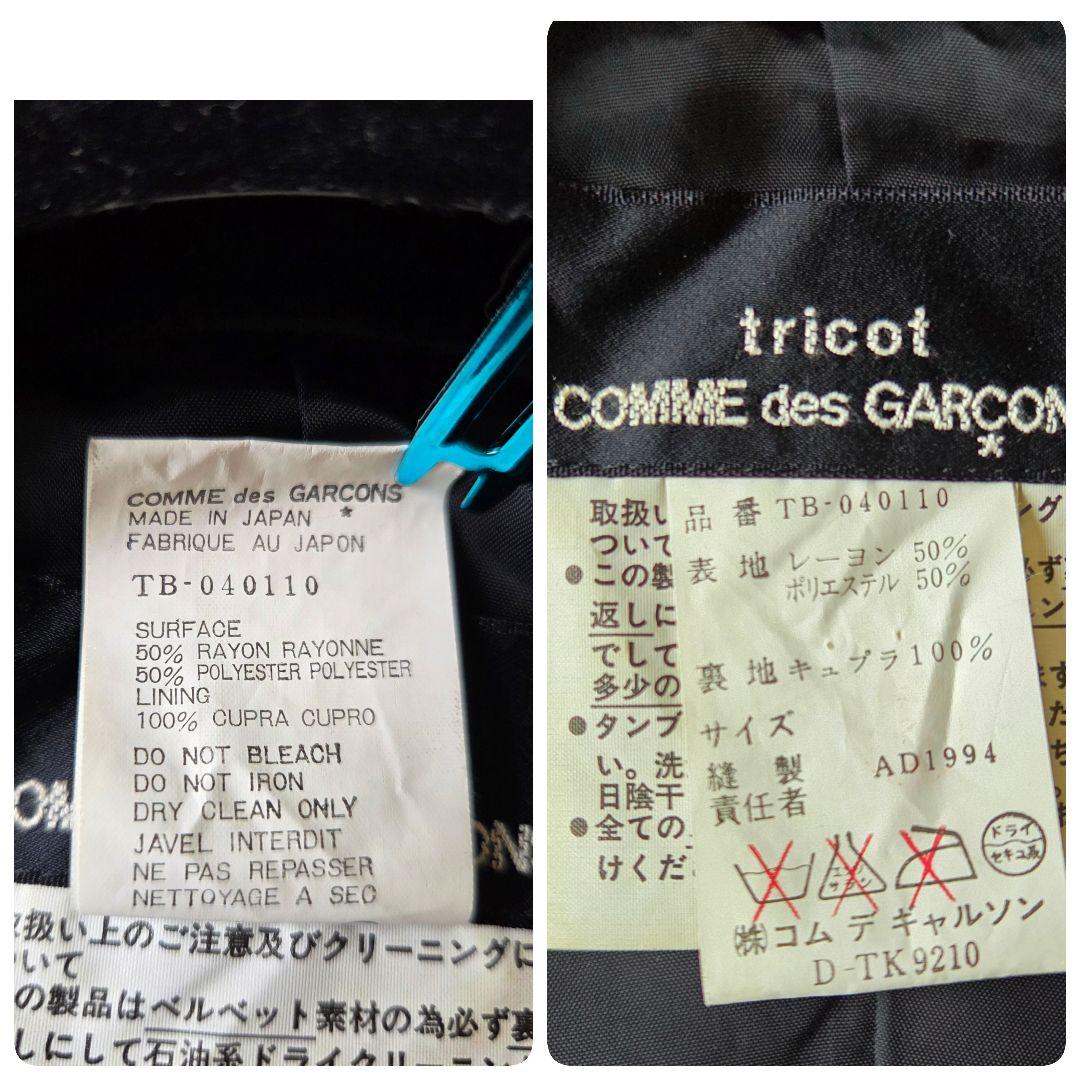 COMME des GARCONS
*
MADE IN JAPAN
FABRIQUE AU JAPON
TB-040110
SURFACE
50% RAYON RAYONNE
50% POLYESTER POLYESTER
LINING
100% CUPRA CUPRO
DO NOT BLEACH
DO NOT IRON
DRY CLEAN ONLY
JAVEL INTERDIT
NE PAS REPASSER
NETTOYAGE A SEC
扱い上のご注意及びクリーニングに
いて
の製品はベルベット素材の為必ず裏
しにして石油系ドライクリーニン
tricot
COMME des GARÇON
*
取扱い
ついて
●この製
返しに
でして
多少の
●タンブ
い。洗
日陰干
●全ての
けくだ
品番 TB-040110
表地 レーヨン 50%
ポリエステル 50%
裏地 キュプラ 100%
サイズ
縫製 AD1994
責任者
エンソ
サラシ
ドライ
セキユ系
㈱コム デ ギャルソン
D-TK9210